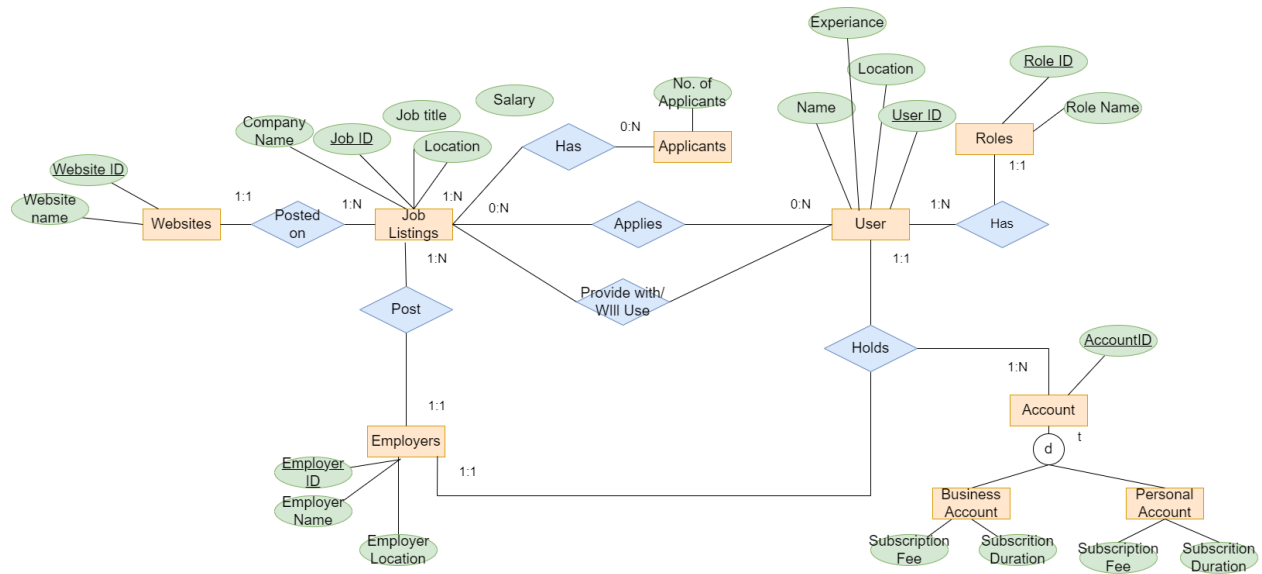 Experiance
Location
Name
User ID
Role ID
Role Name
Roles
1:1
No. of
Applicants
Salary
Job title
Company
Name
Job ID
Location
Has
0:N
Applicants
Website ID
Website
name
Websites
1:1
Posted
on
1:N
Job
Listings
1:N
0:N
Applies
0:N
User
1:N
Has
1:N
1:1
Provide with/
WIll Use
Post
Holds
AccountID
1:N
Account
t
d
1:1
Employers
1:1
Employer
ID
Employer
Name
Employer
Location
Business
Account
Personal
Account
Subscription
Fee
Subscrition
Duration
Subscription
Fee
Subscrition
Duration